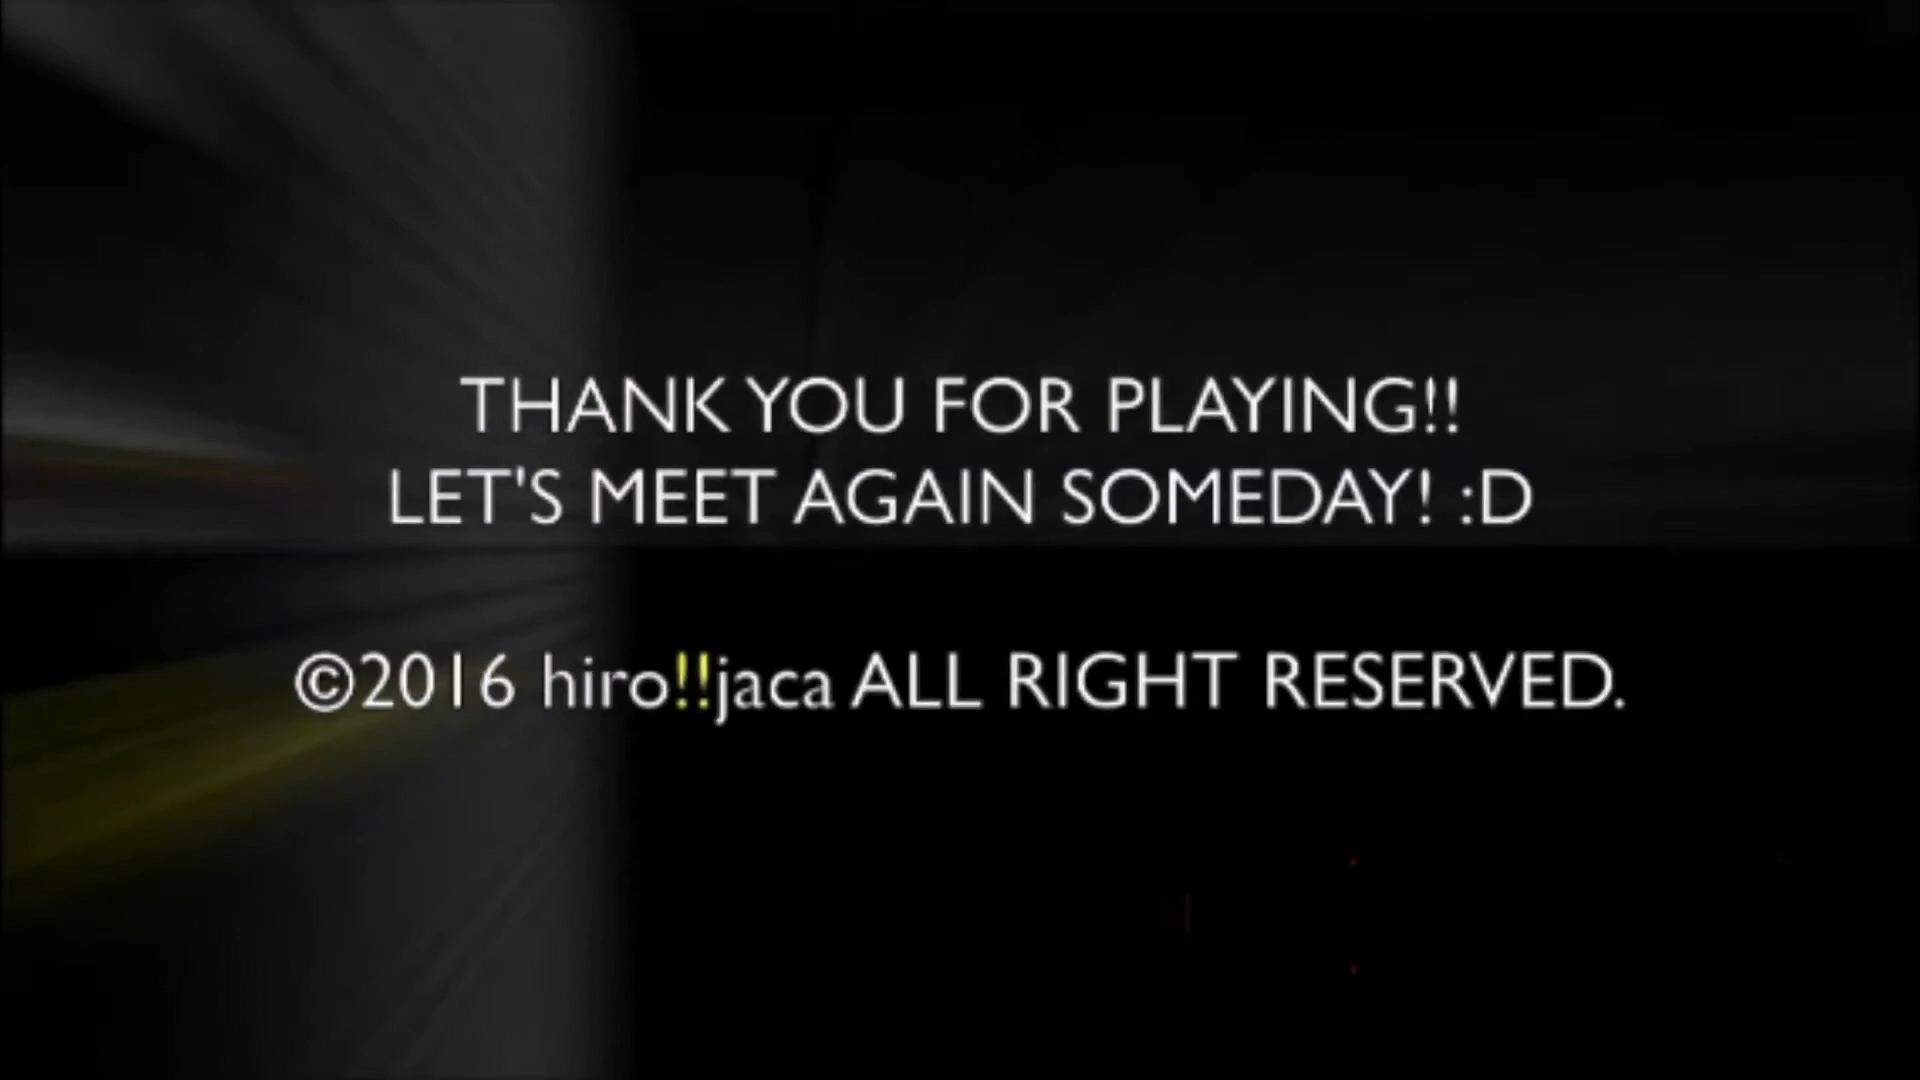 THANK YOU FOR PLAYING!!
LET'S MEET AGAIN SOMEDAY! :D
©2016 hiro!!jaca ALL RIGHT RESERVED.